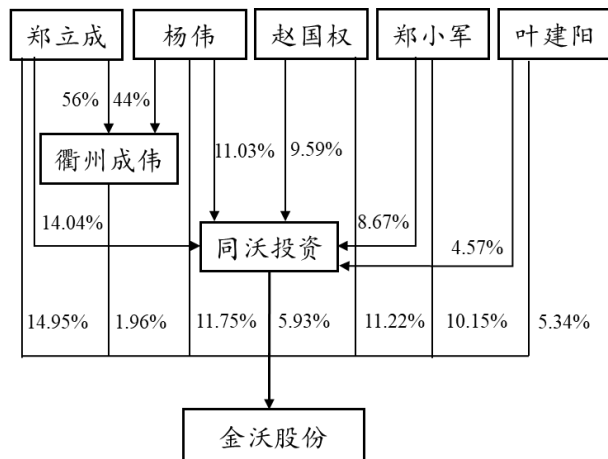 郑立成 杨伟 赵国权 郑小军 叶建阳
56% 44%
衢州成伟
11.03% 9.59%
14.04% 8.67%
同沃投资
4.57%
14.95% 1.96% 11.75% 5.93% 11.22% 10.15% 5.34%
金沃股份